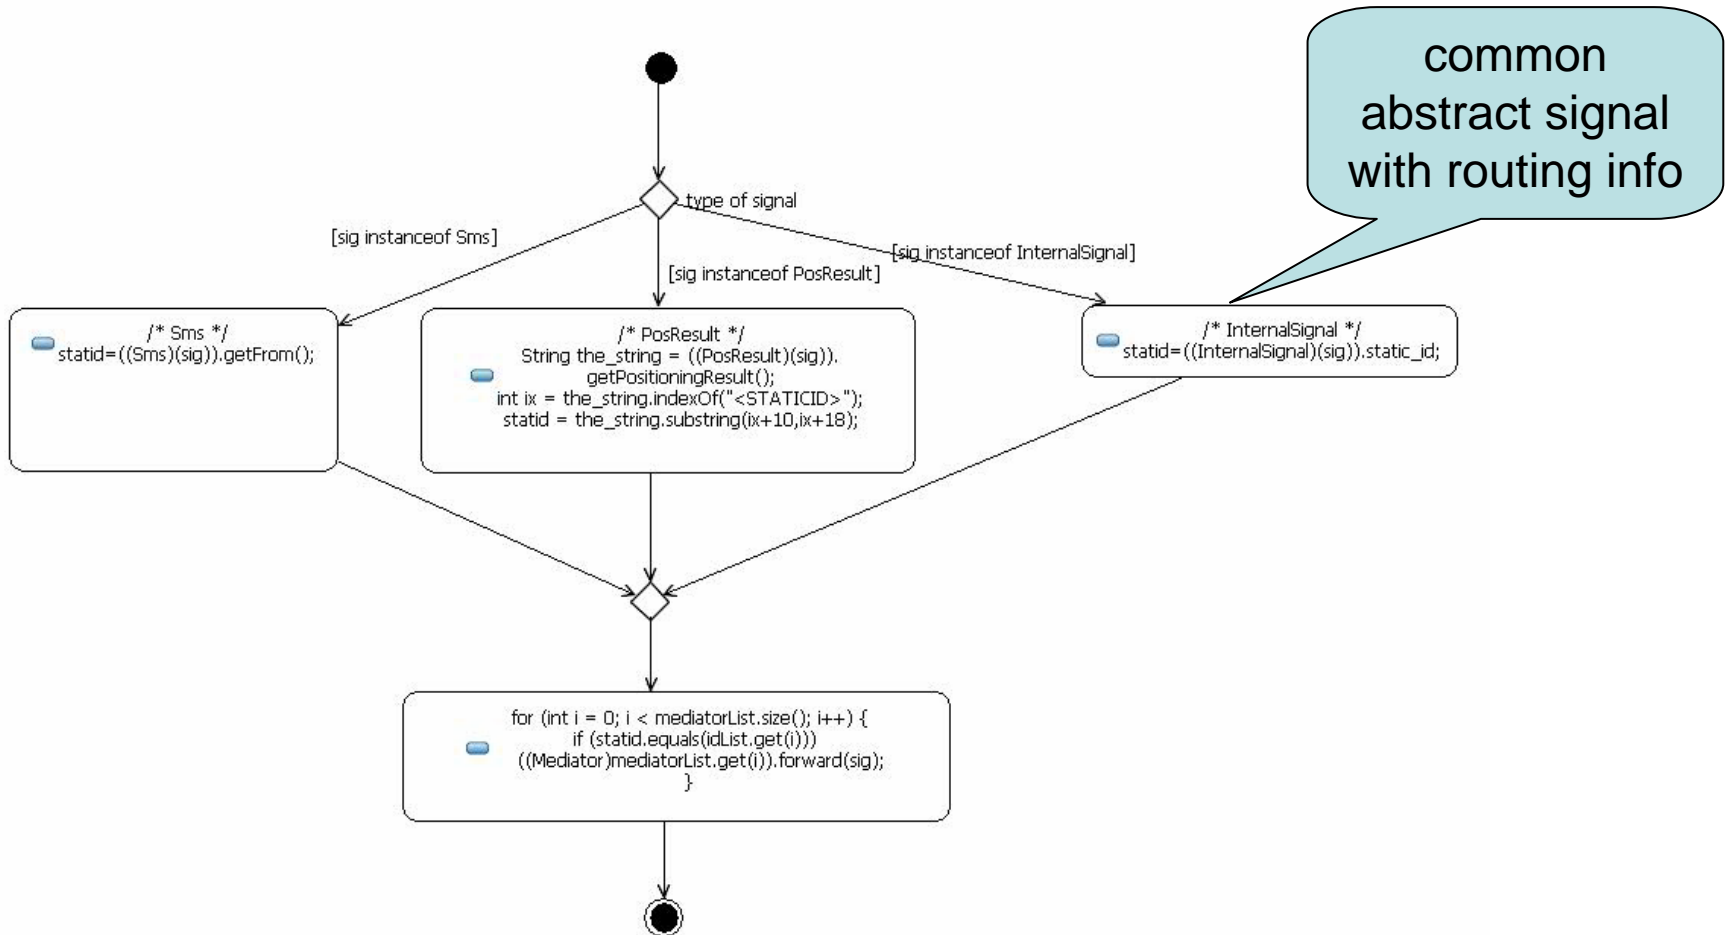 common
abstract signal
with routing info
type of signal
[sig instanceof Sms]
[sig instanceof PosResult]
[sig instanceof InternalSignal]
/* Sms */
statid=((Sms)(sig)).getFrom();
/* PosResult */
String the_string = ((PosResult)(sig)).
getPositioningResult();
int ix = the_string.indexOf("<STATICID>");
statid = the_string.substring(ix+10,ix+18);
/* InternalSignal */
statid=((InternalSignal)(sig)).static_id;
for (int i = 0; i < mediatorList.size(); i++) {
if (statid.equals(idList.get(i)))
((Mediator)mediatorList.get(i)).forward(sig);
}